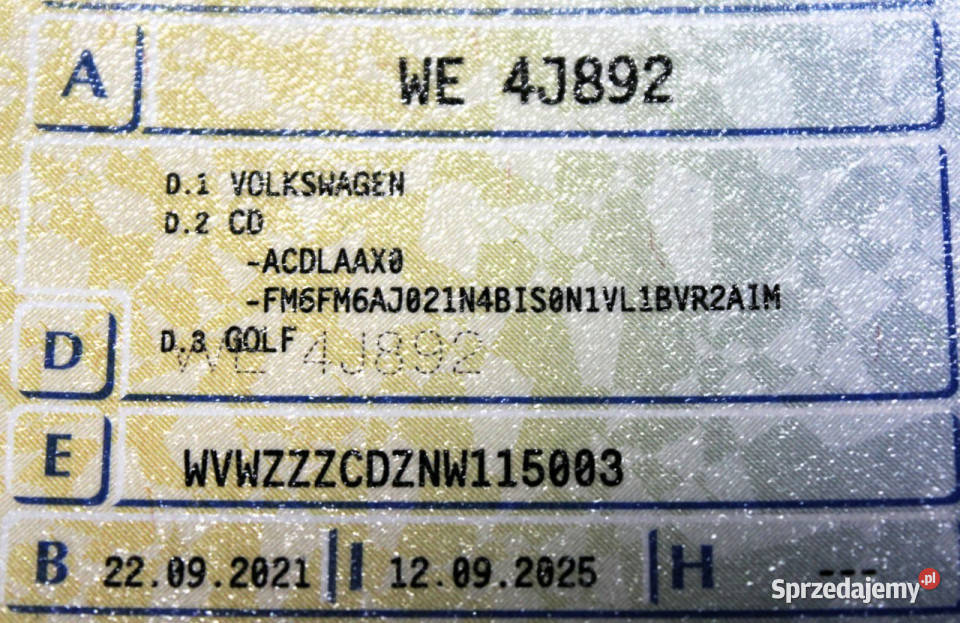 A WE 4J892
D.1 VOLKSWAGEN
D.2 CD
-ACDLAAX0
-FM6FM6AJ021N4BIS0N1VL1BVR2AIM
D D.3 GOLF
WE 4J892
E WVWZZZCDZNW115003
B 22.09.2021 I 12.09.2025 H ---
Sprzedajemy.pl